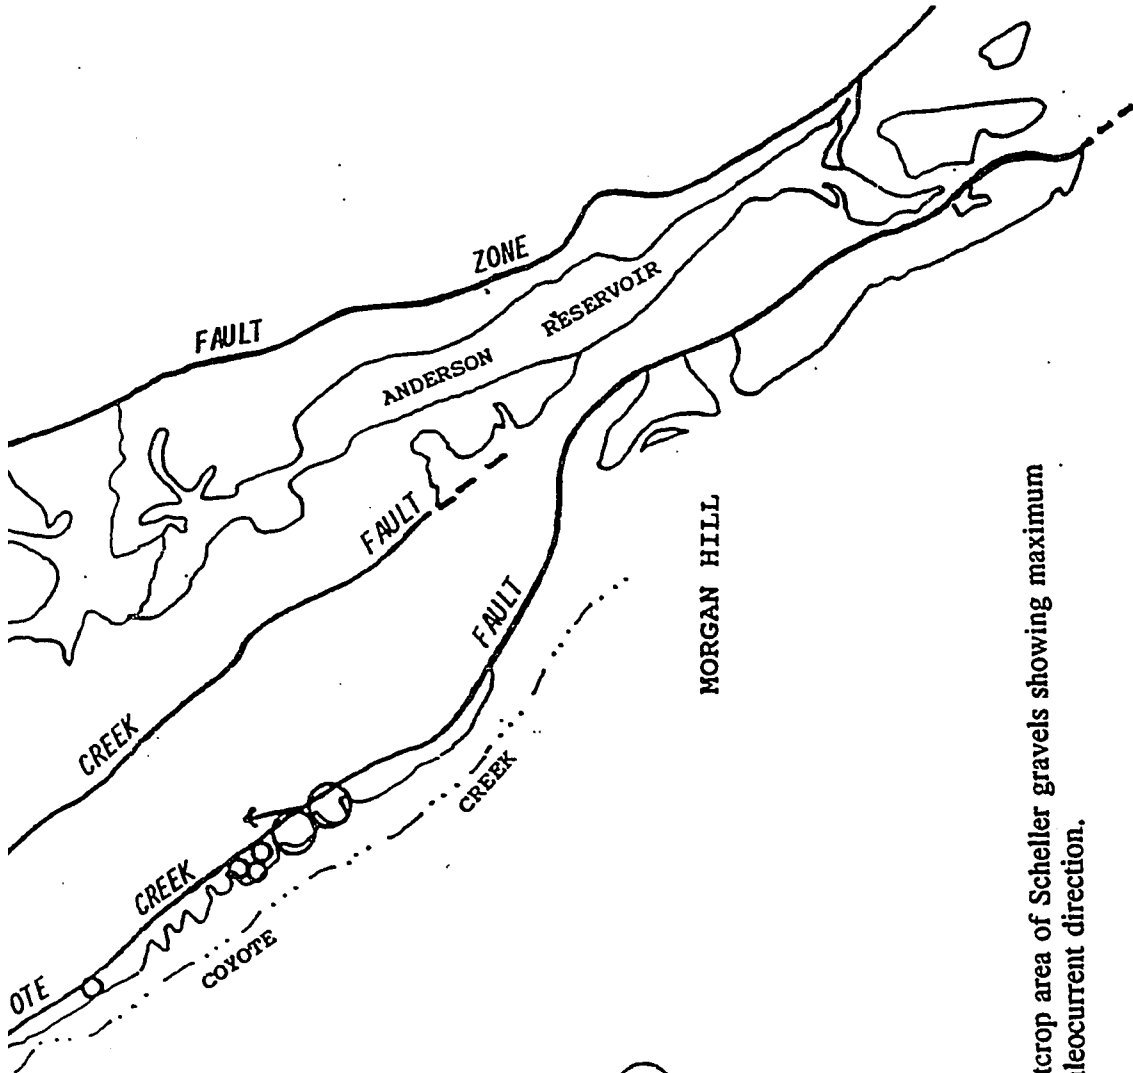 ZONE
FAULT
ANDERSON RESERVOIR
FAULT
CREEK
FAULT
CREEK
OTE
MORGAN HILL
CREEK
COYOTE
tcrop area of Scheller gravels showing maximum
leocurrent direction.